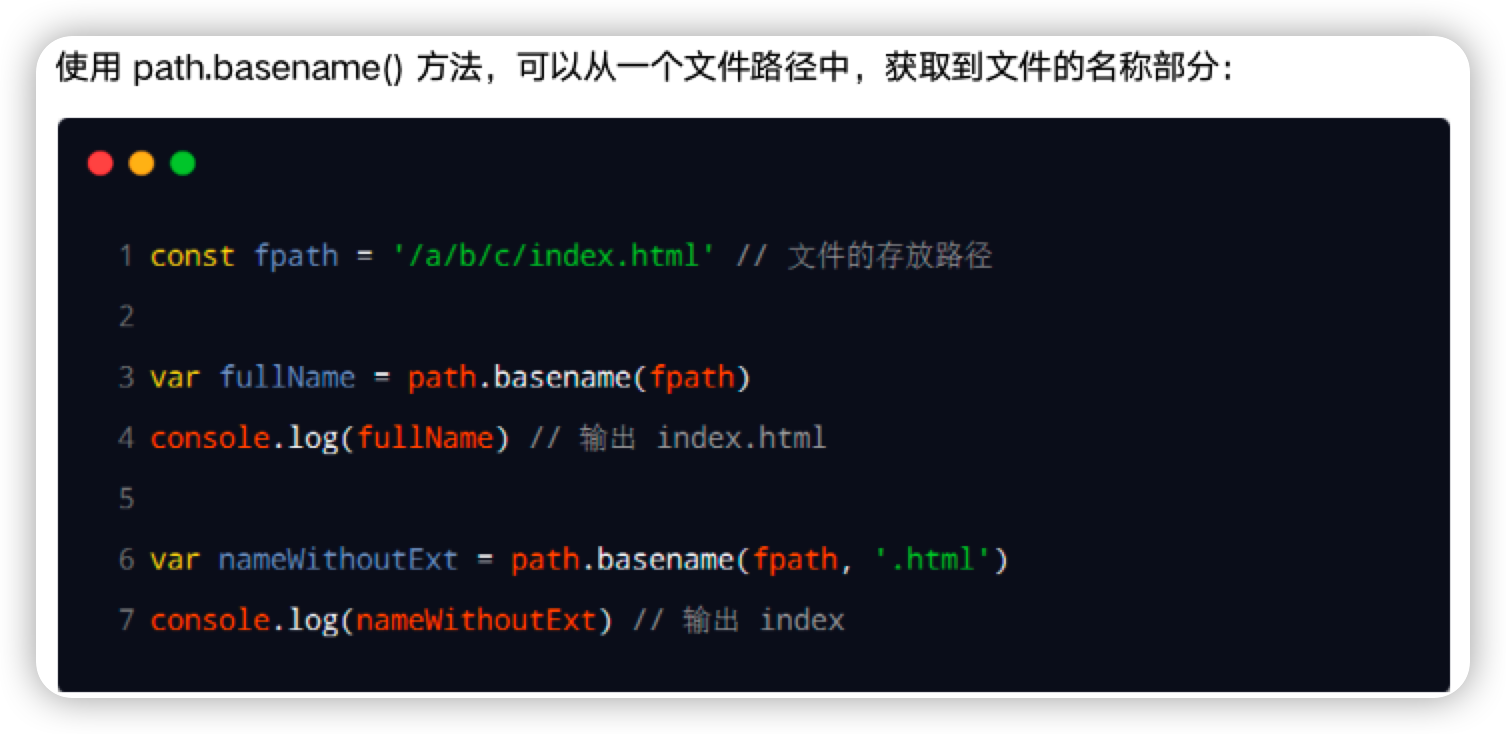 使用 path.basename() 方法，可以从一个文件路径中，获取到文件的名称部分：
1 const fpath = '/a/b/c/index.html' // 文件的存放路径
2
3 var fullName = path.basename(fpath)
4 console.log(fullName) // 输出 index.html
5
6 var nameWithoutExt = path.basename(fpath, '.html')
7 console.log(nameWithoutExt) // 输出 index